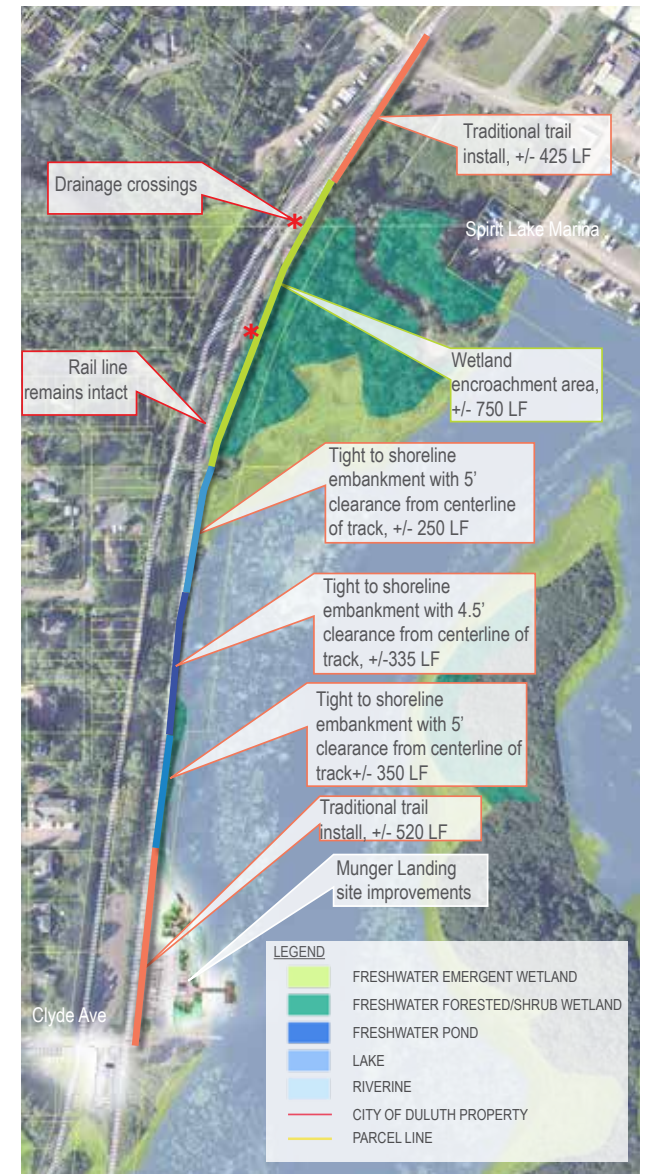 Traditional trail
install, +/- 425 LF
Drainage crossings
Spirit Lake Marina
Rail line
remains intact
Wetland
encroachment area,
+/- 750 LF
Tight to shoreline
embankment with 5'
clearance from centerline
of track, +/- 250 LF
Tight to shoreline
embankment with 4.5'
clearance from centerline of
track, +/-335 LF
Tight to shoreline
embankment with 5'
clearance from centerline of
track+/- 350 LF
Traditional trail
install, +/- 520 LF
Munger Landing
site improvements
Clyde Ave
LEGEND
FRESHWATER EMERGENT WETLAND
FRESHWATER FORESTED/SHRUB WETLAND
FRESHWATER POND
LAKE
RIVERINE
CITY OF DULUTH PROPERTY
PARCEL LINE